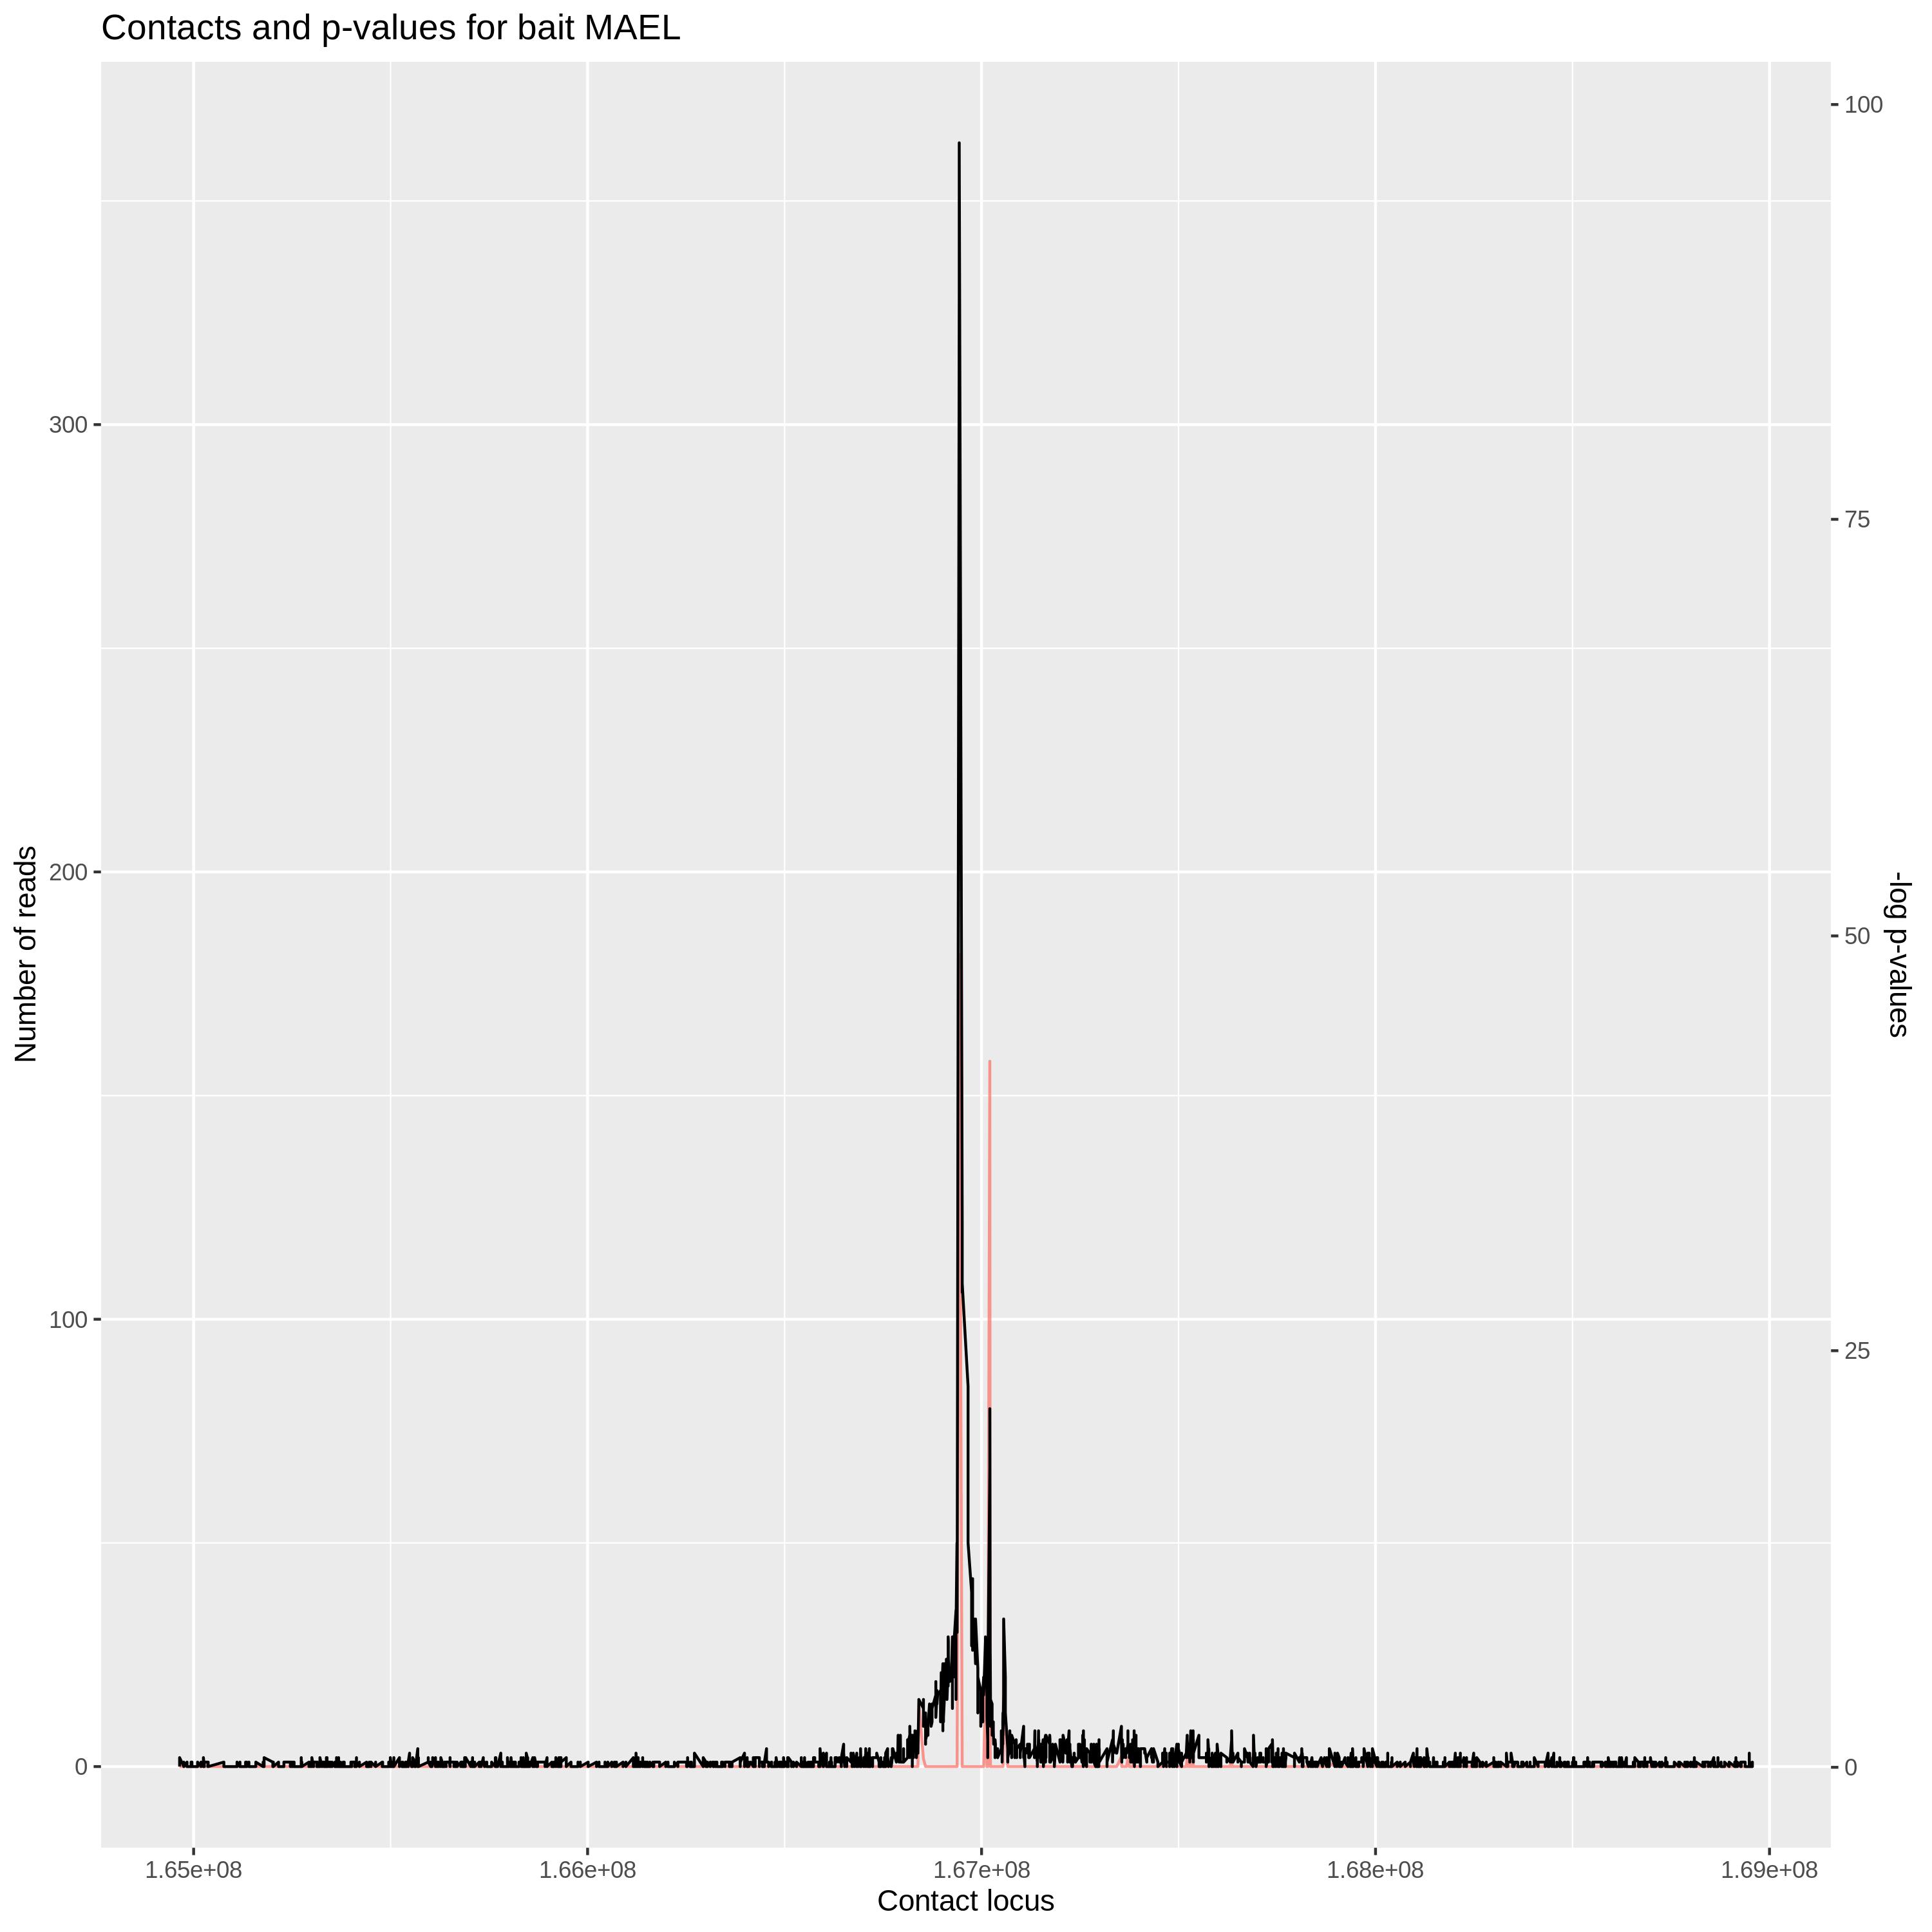 Contacts and p-values for bait MAEL
100
300
75
200
50
Number of reads
-log p-values
100
25
0
0
1.65e+08
1.66e+08
1.67e+08
1.68e+08
1.69e+08
Contact locus